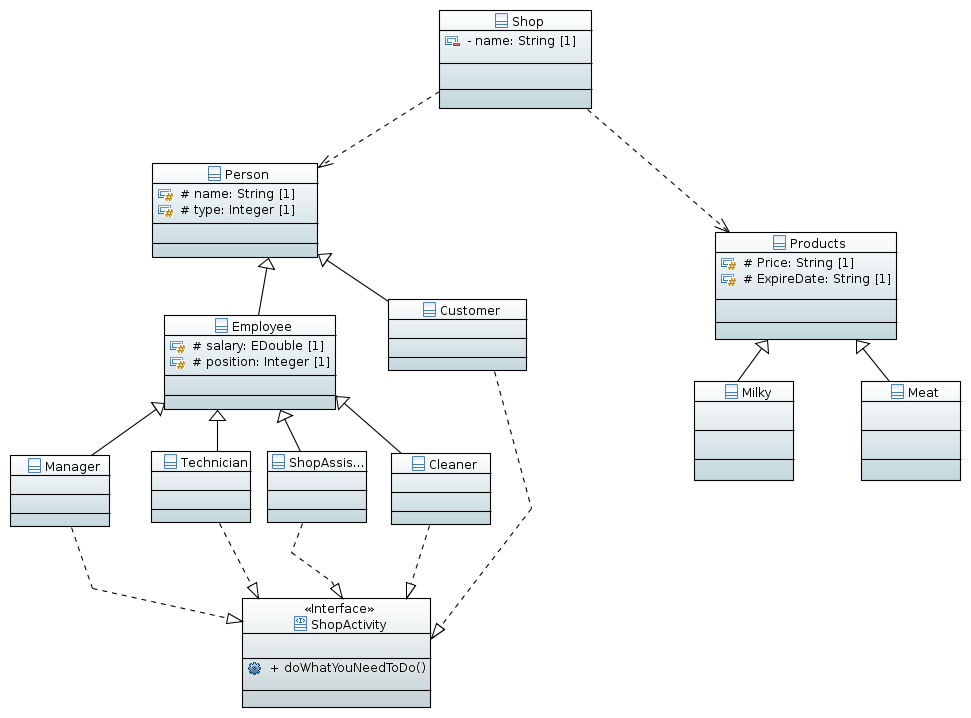 Shop
- name: String [1]
Person
# name: String [1]
# type: Integer [1]
Products
# Price: String [1]
# ExpireDate: String [1]
Employee
# salary: EDouble [1]
# position: Integer [1]
Customer
Milky
Meat
Manager
Technician
ShopAssis...
Cleaner
«Interface»
ShopActivity
+ doWhatYouNeedToDo()